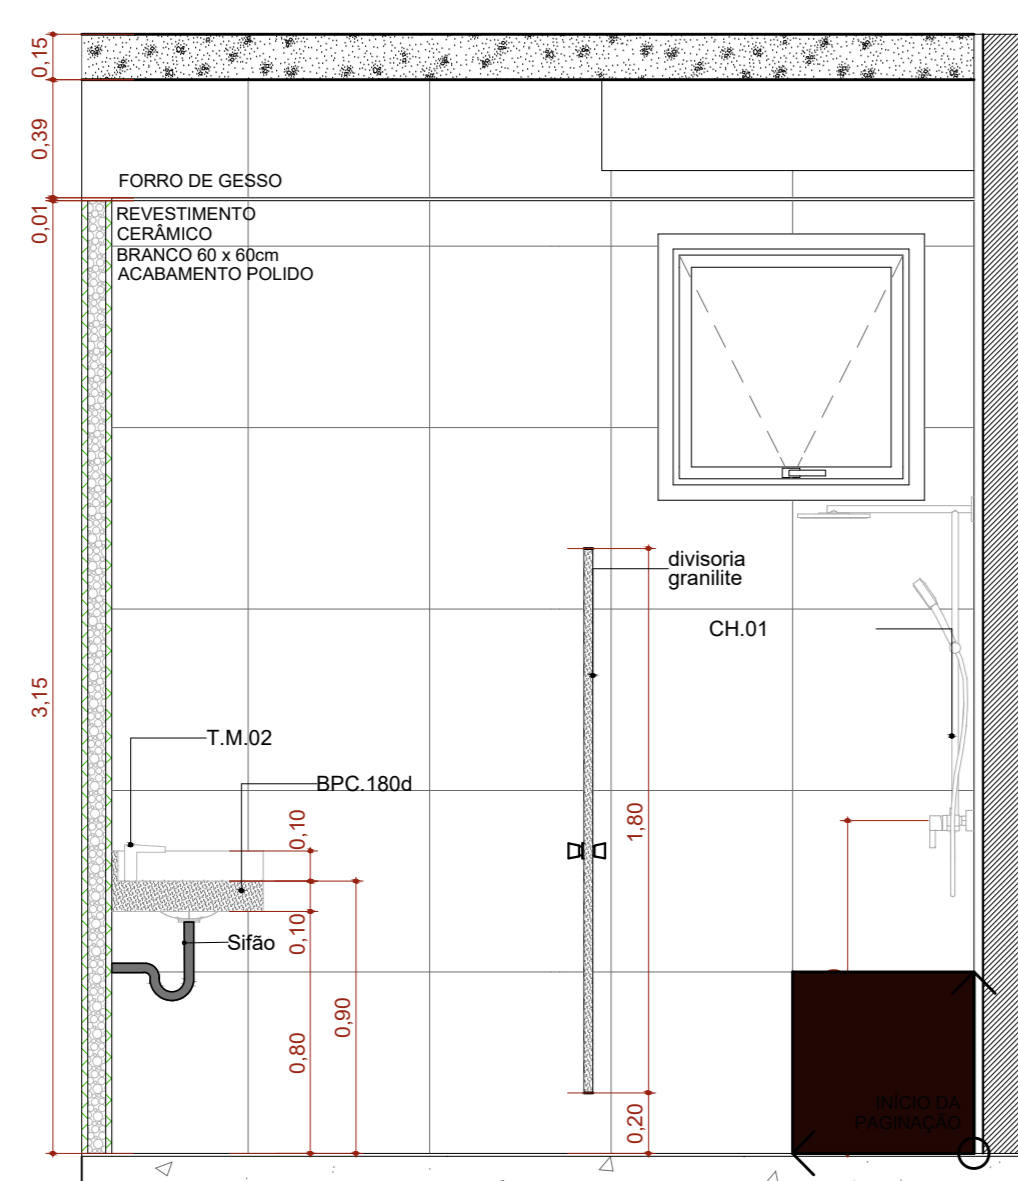 0,15
0,39
FORRO DE GESSO
0,01
REVESTIMENTO
CERÂMICO
BRANCO 60 x 60cm
ACABAMENTO POLIDO
divisoria
granilite
CH.01
3,15
T.M.02
BPC.180d
0,10
1,80
0,10
Sifão
0,90
0,80
0,20
INÍCIO DA
PAGINAÇÃO